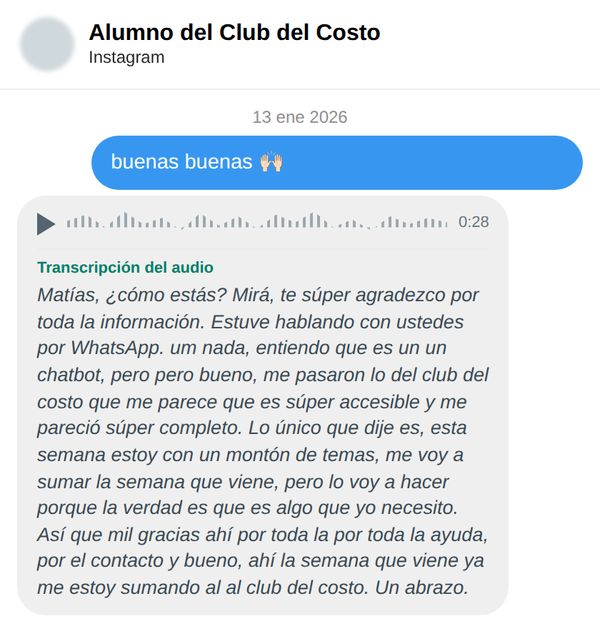 Alumno del Club del Costo
Instagram
13 ene 2026
buenas buenas 🙌🏻
0:28
Transcripción del audio
Matías, ¿cómo estás? Mirá, te súper agradezco por
toda la información. Estuve hablando con ustedes
por WhatsApp. um nada, entiendo que es un un
chatbot, pero pero bueno, me pasaron lo del club del
costo que me parece que es súper accesible y me
pareció súper completo. Lo único que dije es, esta
semana estoy con un montón de temas, me voy a
sumar la semana que viene, pero lo voy a hacer
porque la verdad es que es algo que yo necesito.
Así que mil gracias ahí por toda la por toda la ayuda,
por el contacto y bueno, ahí la semana que viene ya
me estoy sumando al al club del costo. Un abrazo.